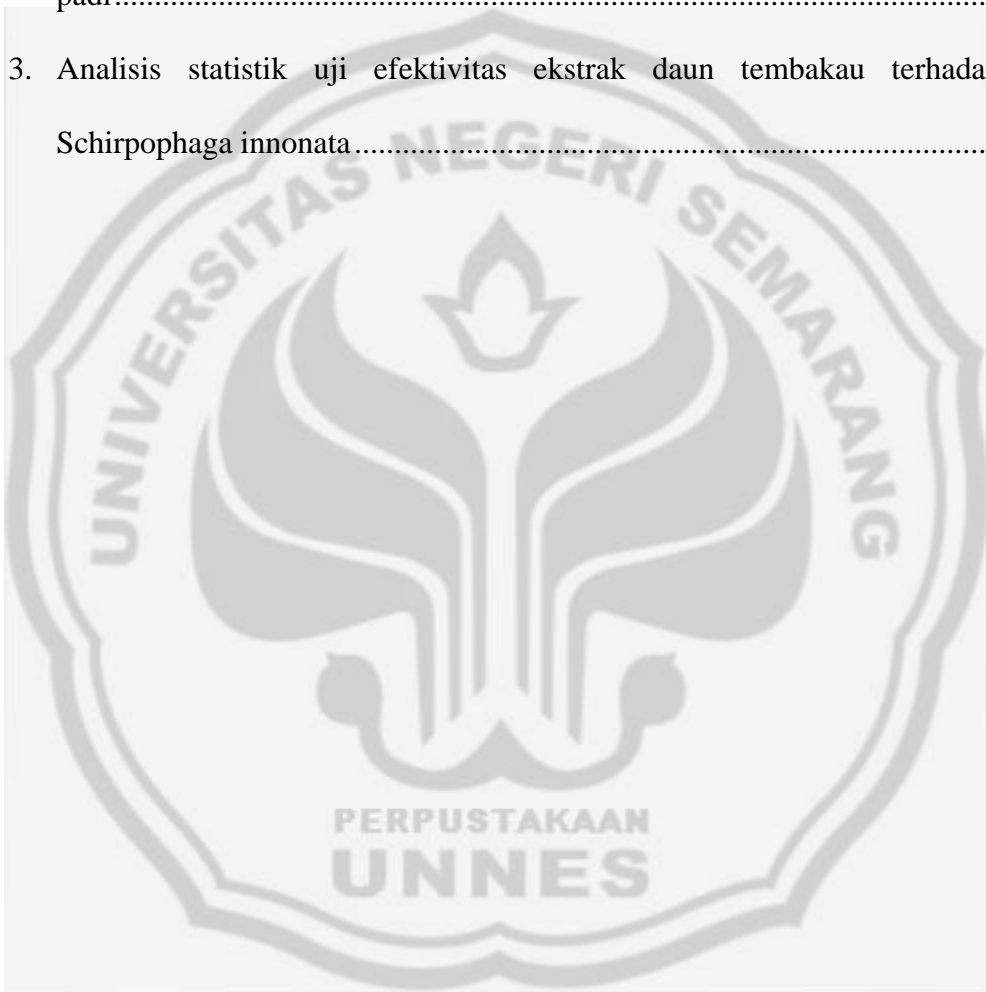 padi......................................................................................................
3. Analisis statistik uji efektivitas ekstrak daun tembakau terhada
Schirpophaga innonata.............................................................................
UNIVERSITAS NEGERI SEMARANG
PERPUSTAKAAN
UNNES